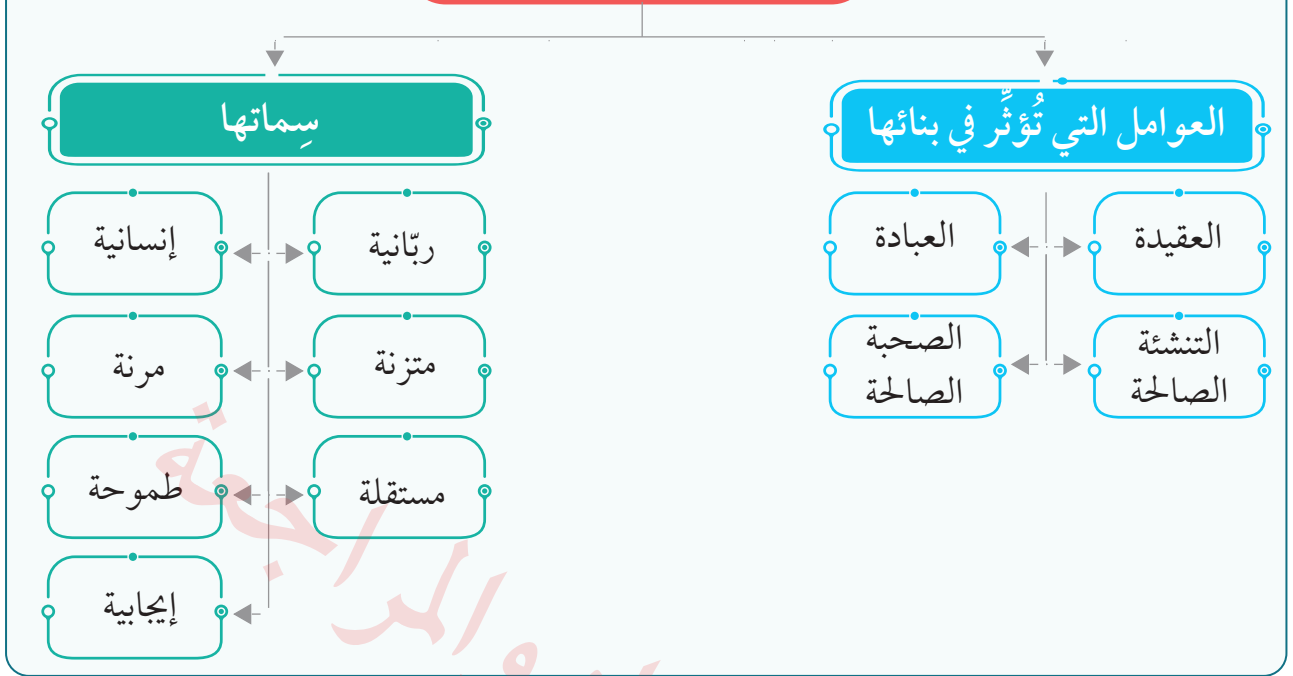 العوامل التي تُؤثِّر في بنائها
العقيدة
العبادة
التنشئة
الصالحة
الصحبة
الصالحة
سِماتها
ربّانية
إنسانية
متزنة
مرنة
مستقلة
طموحة
إيجابية
والمراجعة